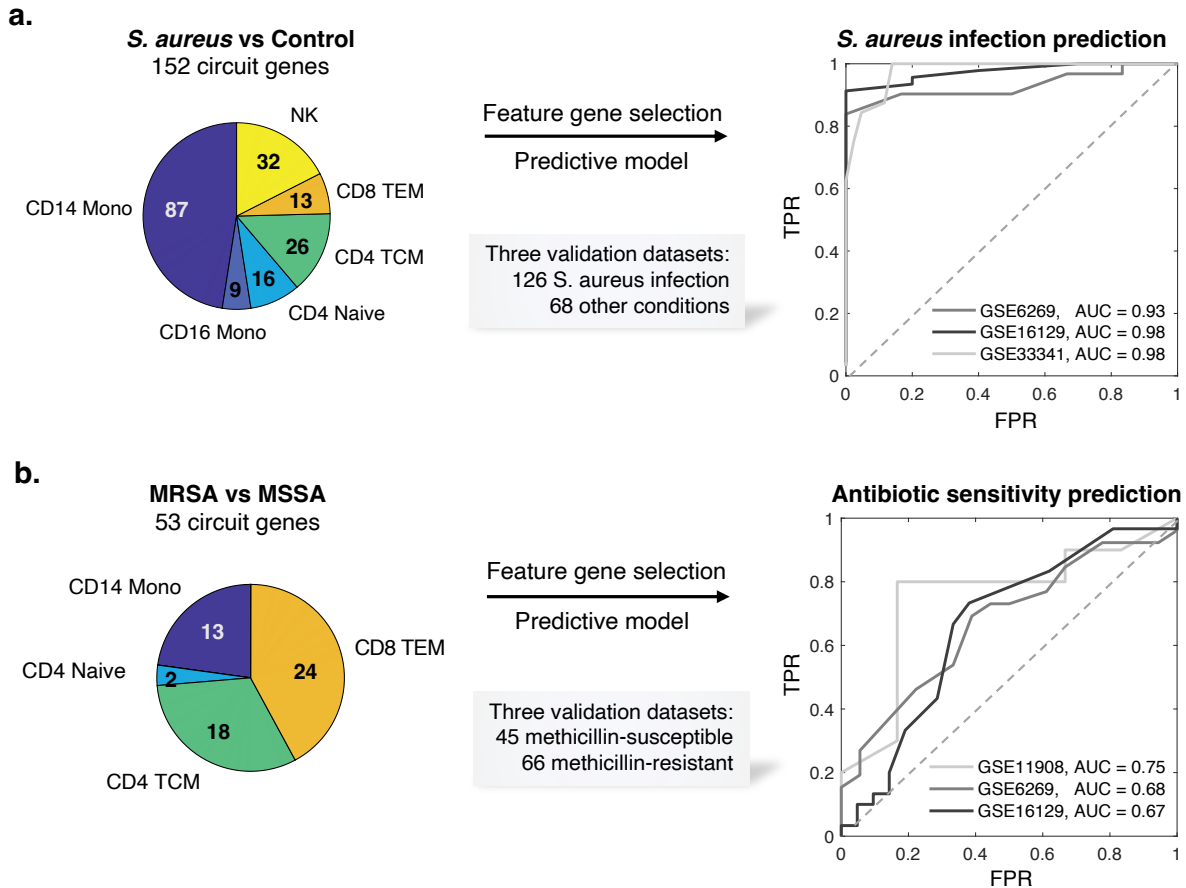 a.
S. aureus vs Control
152 circuit genes
NK
32
CD8 TEM
13
CD14 Mono
87
26
CD4 TCM
16
9
CD4 Naive
CD16 Mono
Feature gene selection
Predictive model
Three validation datasets:
126 S. aureus infection
68 other conditions
S. aureus infection prediction
1
0.8
0.6
0.4
0.2
0
TPR
GSE6269, AUC = 0.93
GSE16129, AUC = 0.98
GSE33341, AUC = 0.98
0 0.2 0.4 0.6 0.8 1
FPR
b.
MRSA vs MSSA
53 circuit genes
CD14 Mono
13
CD8 TEM
24
CD4 Naive
2
18
CD4 TCM
Feature gene selection
Predictive model
Three validation datasets:
45 methicillin-susceptible
66 methicillin-resistant
Antibiotic sensitivity prediction
1
0.8
0.6
0.4
0.2
0
TPR
GSE11908, AUC = 0.75
GSE6269, AUC = 0.68
GSE16129, AUC = 0.67
0 0.2 0.4 0.6 0.8 1
FPR